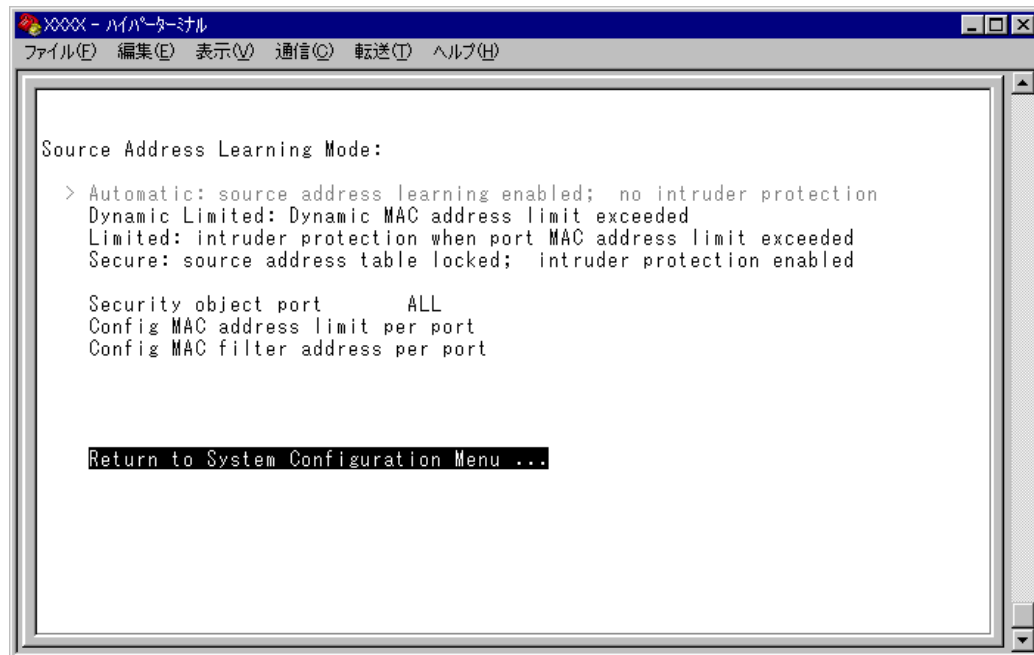 XXXX - ハイパーターミナル
ファイル(F) 編集(E) 表示(V) 通信(C) 転送(T) ヘルプ(H)
Source Address Learning Mode:
> Automatic: source address learning enabled; no intruder protection
Dynamic Limited: Dynamic MAC address limit exceeded
Limited: intruder protection when port MAC address limit exceeded
Secure: source address table locked; intruder protection enabled
Security object port ALL
Config MAC address limit per port
Config MAC filter address per port
Return to System Configuration Menu ...